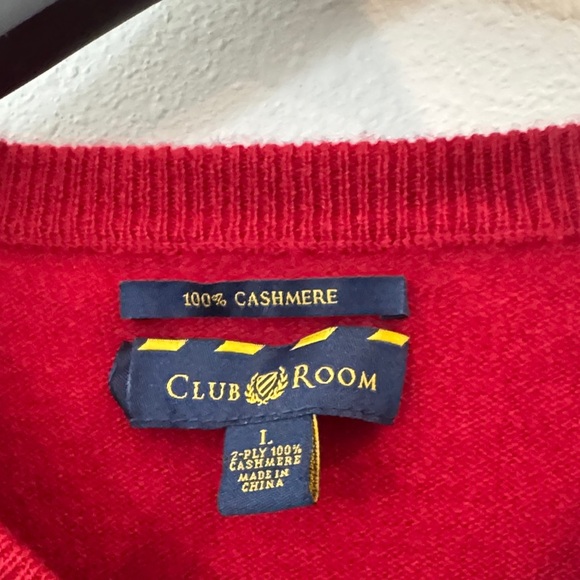 100% CASHMERE
CLUB ROOM
L
2-PLY 100%
CASHMERE
MADE IN
CHINA